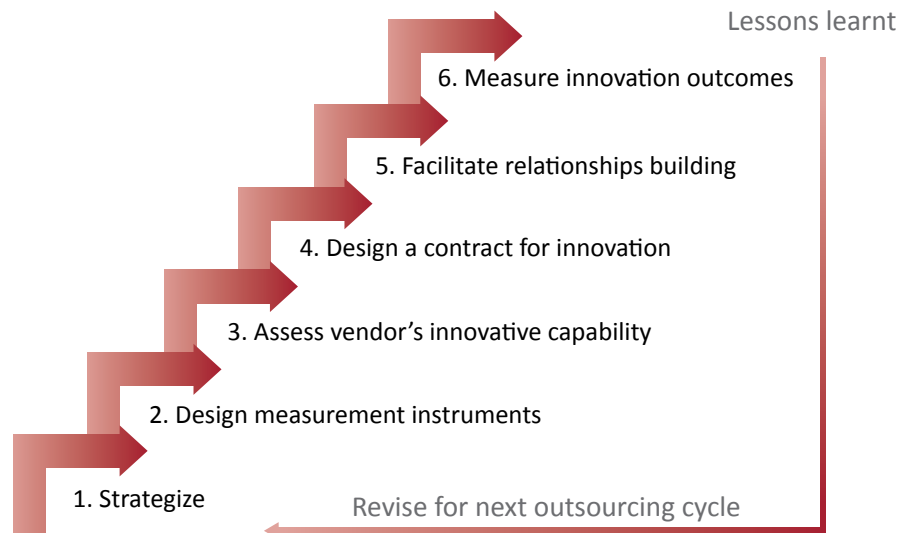 Lessons learnt
6. Measure innovation outcomes
5. Facilitate relationships building
4. Design a contract for innovation
3. Assess vendor’s innovative capability
2. Design measurement instruments
1. Strategize
Revise for next outsourcing cycle